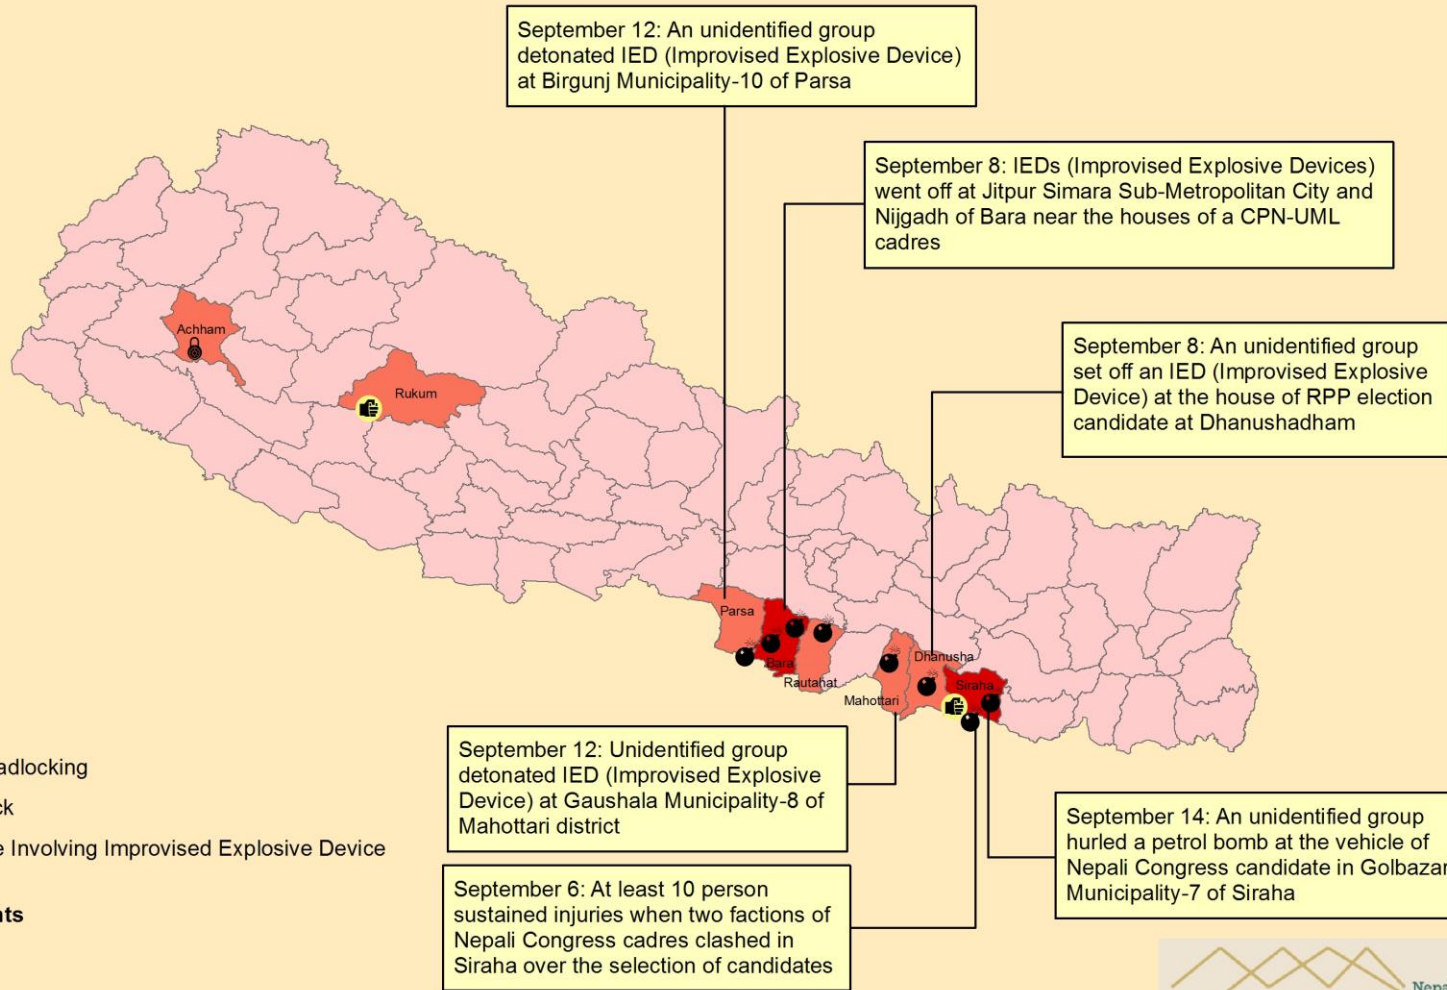 September 12: An unidentified group
detonated IED (Improvised Explosive Device)
at Birgunj Municipality-10 of Parsa
September 8: IEDs (Improvised Explosive Devices)
went off at Jitpur Simara Sub-Metropolitan City and
Nijgadh of Bara near the houses of a CPN-UML
cadres
September 8: An unidentified group
set off an IED (Improvised Explosive
Device) at the house of RPP election
candidate at Dhanushadham
Achham
Rukum
Parsa
Bara
Rautahat
Mahottari
Dhanusha
Siraha
September 12: Unidentified group
detonated IED (Improvised Explosive
Device) at Gaushala Municipality-8 of
Mahottari district
September 14: An unidentified group
hurled a petrol bomb at the vehicle of
Nepali Congress candidate in Golbazar
Municipality-7 of Siraha
September 6: At least 10 person
sustained injuries when two factions of
Nepali Congress cadres clashed in
Siraha over the selection of candidates
adlocking
ck
e Involving Improvised Explosive Device
nts
Nepa